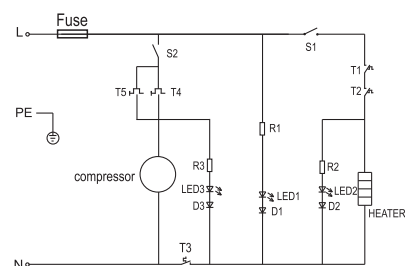 Fuse
L
S2
S1
T1
T5
T4
T2
PE
R1
R3
R2
compressor
LED3
LED1
LED2
D3
D1
D2
HEATER
T3
N